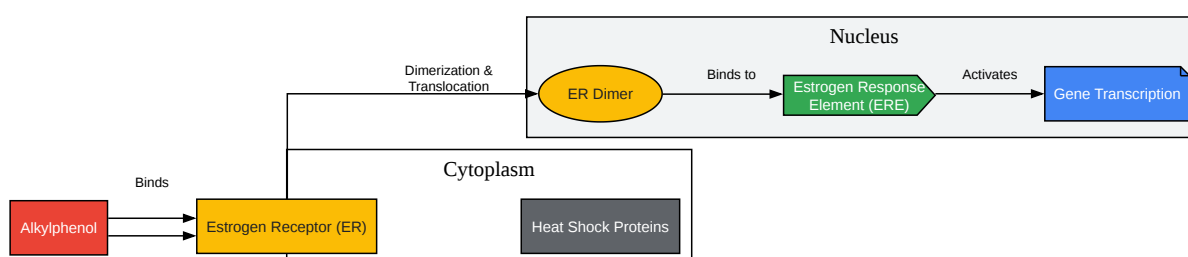 Nucleus
Dimerization &
Translocation
ER Dimer
Binds to
Estrogen Response
Element (ERE)
Activates
Gene Transcription
Cytoplasm
Binds
Alkylphenol
Estrogen Receptor (ER)
Heat Shock Proteins